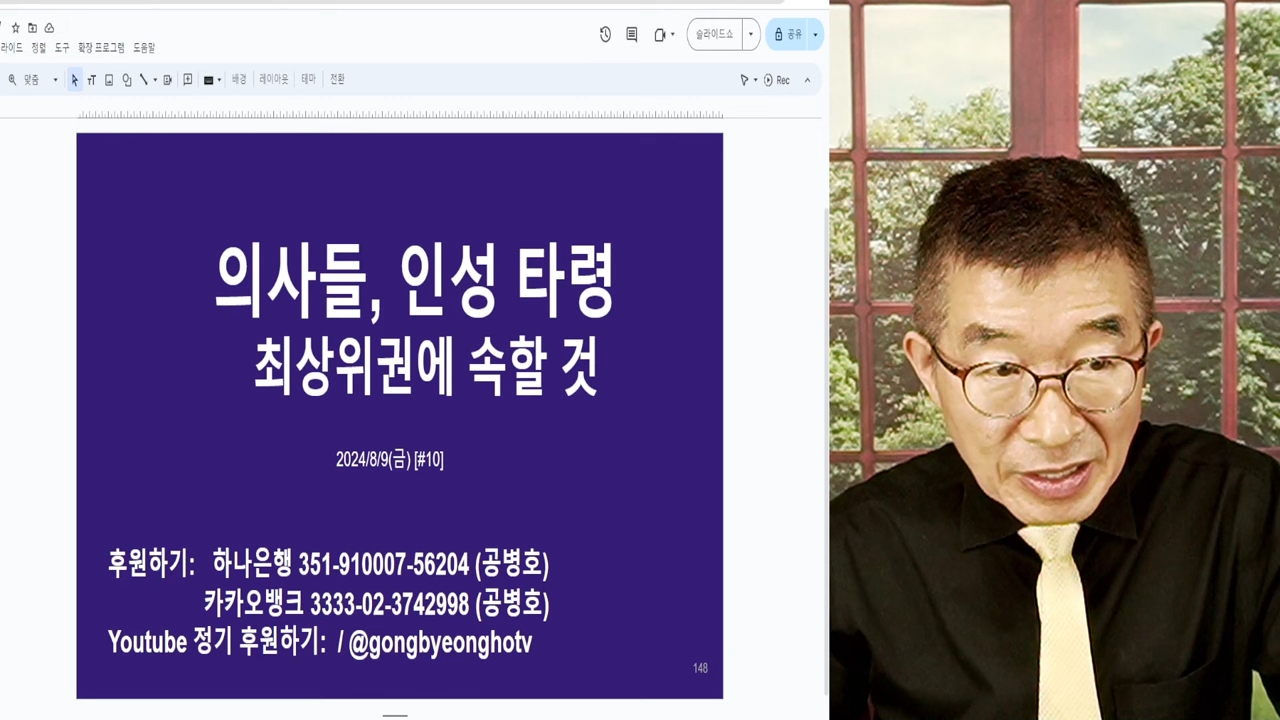 라이드 정렬 도구 확장 프로그램 도움말
슬라이드쇼
공유
맞춤
배경 레이아웃 테마 전환
Rec
의사들, 인성 타령
최상위권에 속할 것
2024/8/9(금) [#10]
후원하기: 하나은행 351-910007-56204 (공병호)
카카오뱅크 3333-02-3742998 (공병호)
Youtube 정기 후원하기: / @gongbyeonghotv
148